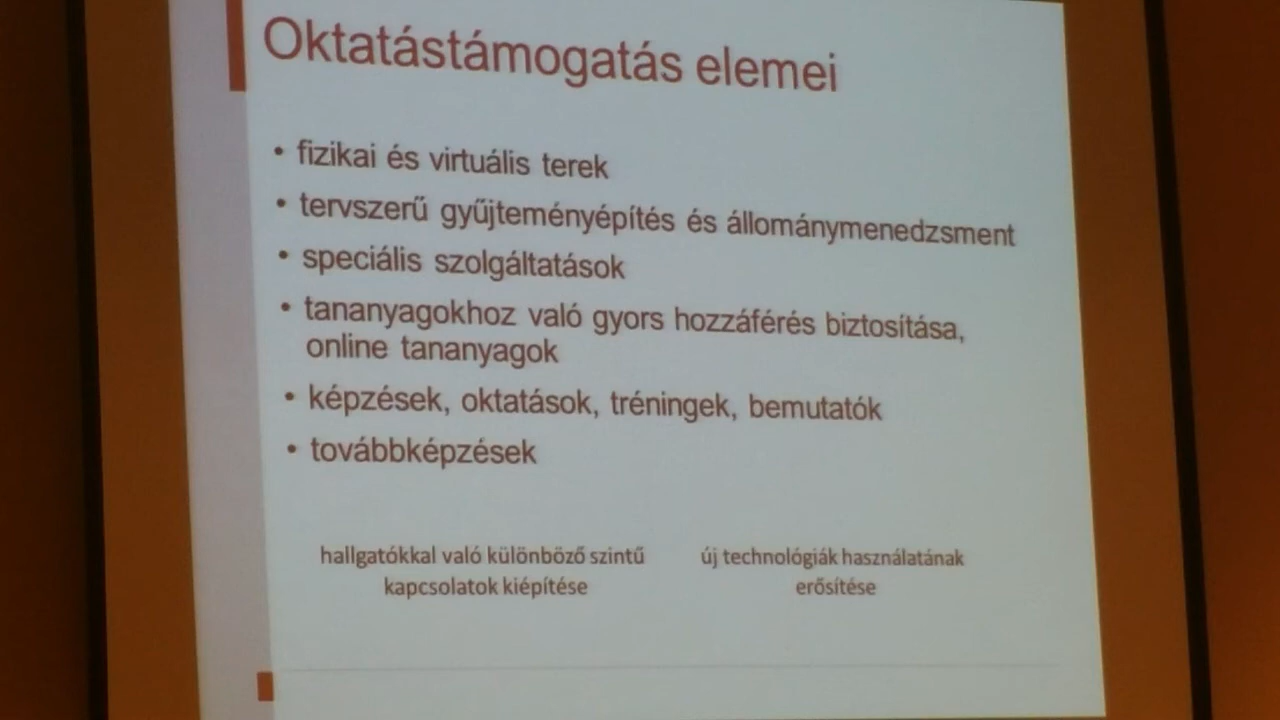 Oktatástámogatás elemei
• fizikai és virtuális terek
• tervszerű gyűjteményépítés és állománymenedzsment
• speciális szolgáltatások
• tananyagokhoz való gyors hozzáférés biztosítása,
online tananyagok
• képzések, oktatások, tréningek, bemutatók
• továbbképzések
hallgatókkal való különböző szintű
kapcsolatok kiépítése
új technológiák használatának
erősítése